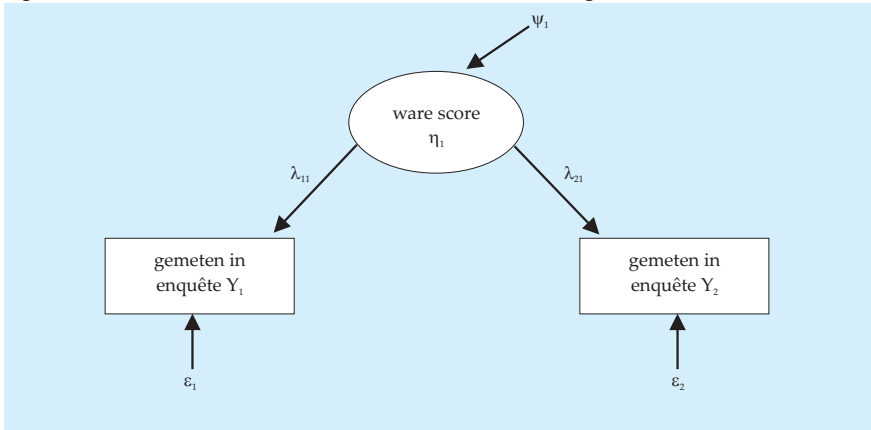 ψ₁
ware score
η₁
λ₁₁
λ₂₁
gemeten in
enquête Y₁
gemeten in
enquête Y₂
ε₁
ε₂